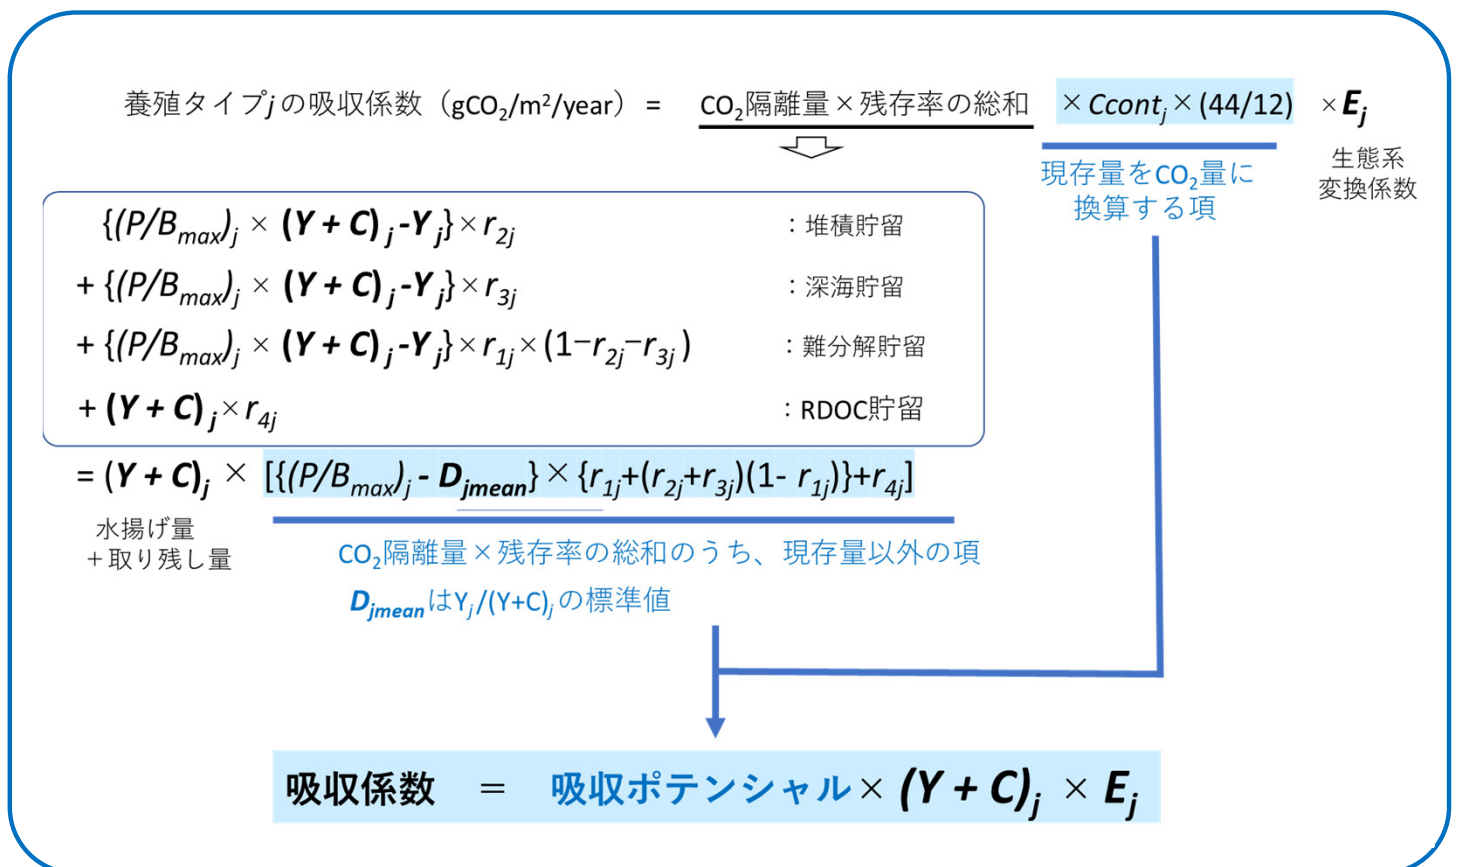 養殖タイプjの吸収係数（gCO₂/m²/year）= CO₂隔離量×残存率の総和 × Ccontⱼ × (44/12) × Eⱼ
現存量をCO₂量に
換算する項
生態系
変換係数
{(P/Bmax)j × (Y + C) j -Y j} × r2j ：堆積貯留
+ {(P/Bmax)j × (Y + C) j -Y j} × r3j ：深海貯留
+ {(P/Bmax)j × (Y + C) j -Y j} × r1j × (1−r2j−r3j ) ：難分解貯留
+ (Y + C) j × r4j ：RDOC貯留
= (Y + C)j × [{(P/Bmax)j - Djmean} × {r1j+(r2j+r3j)(1- r1j)}+r4j]
水揚げ量
＋取り残し量
CO₂隔離量×残存率の総和のうち、現存量以外の項
DjmeanはYj/(Y+C)jの標準値
吸収係数 = 吸収ポテンシャル× (Y + C)j × Ej